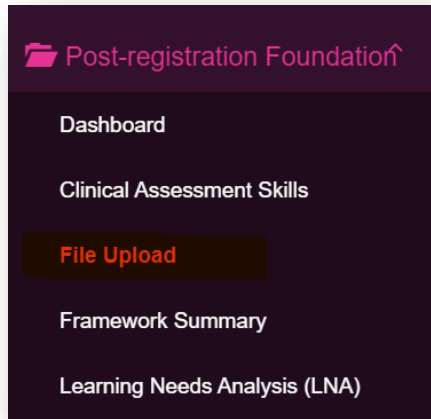 Post-registration Foundation
Dashboard
Clinical Assessment Skills
File Upload
Framework Summary
Learning Needs Analysis (LNA)